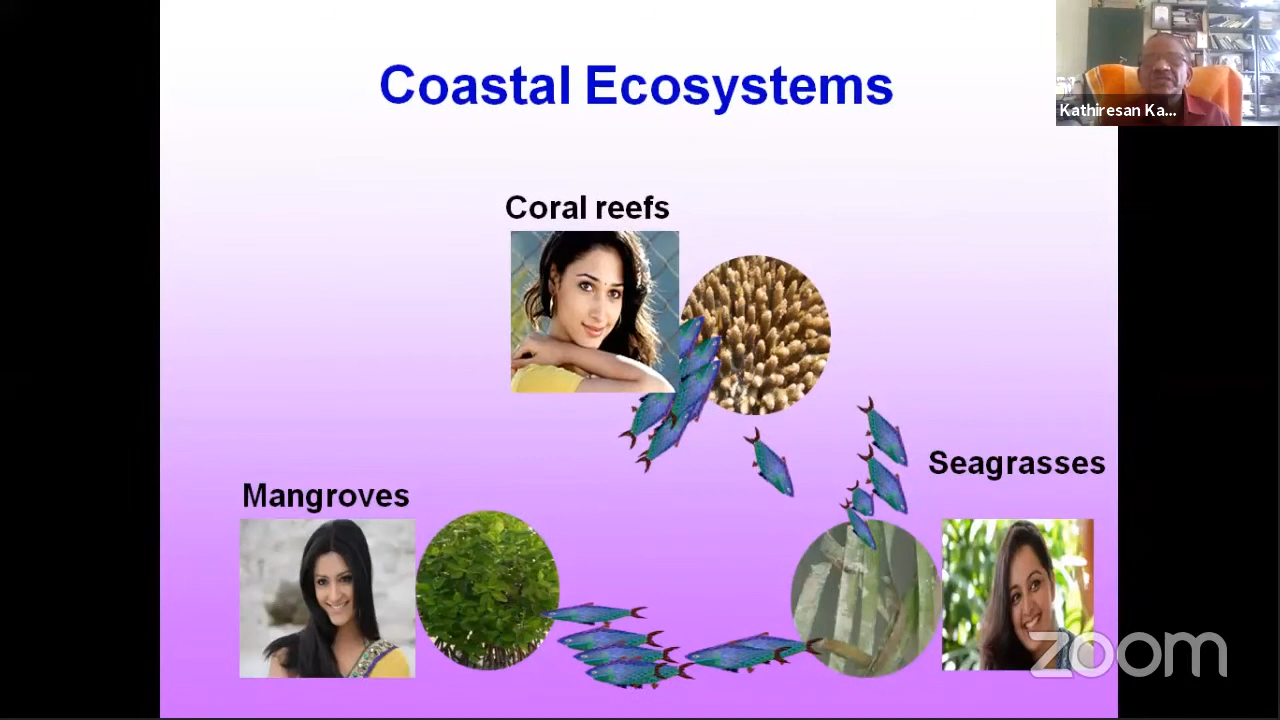 Coastal Ecosystems
Kathiresan Ka...
Coral reefs
Seagrasses
Mangroves
zoom